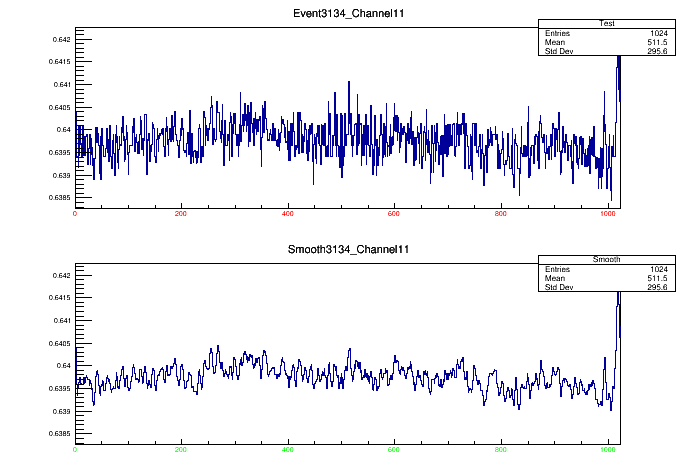 Event3134_Channel11
Test
Entries 1024
Mean 511.5
Std Dev 295.6
0.642
0.6415
0.641
0.6405
0.64
0.6395
0.639
0.6385
0 200 400 600 800 1000
Smooth3134_Channel11
Smooth
Entries 1024
Mean 511.5
Std Dev 295.6
0.642
0.6415
0.641
0.6405
0.64
0.6395
0.639
0.6385
0 200 400 600 800 1000